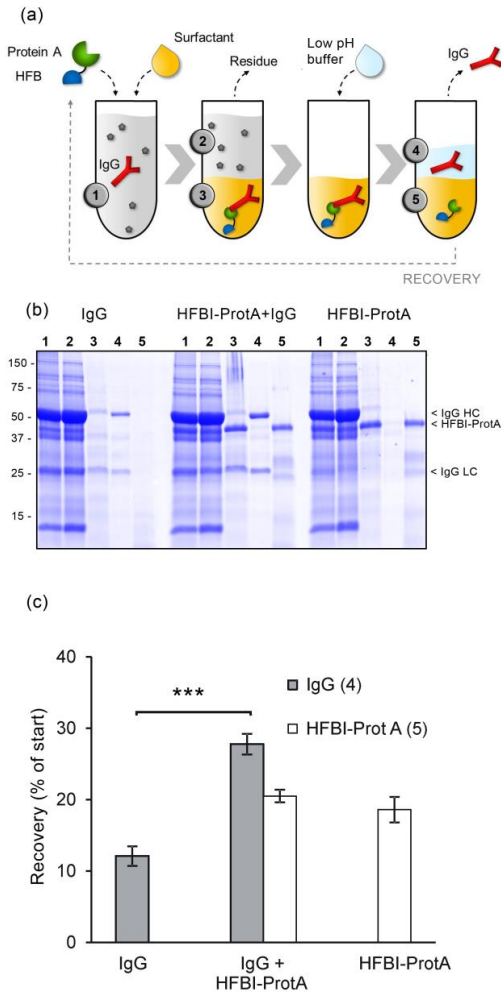 (a)
Protein A
HFB
Surfactant
Residue
Low pH
buffer
IgG
IgG
1
2
3
4
5
RECOVERY
(b)
IgG HFBI-ProtA+IgG HFBI-ProtA
1 2 3 4 5 1 2 3 4 5 1 2 3 4 5
150 -
75 -
50 -
37 -
25 -
15 -
< IgG HC
< HFBI-ProtA
< IgG LC
(c)
Recovery (% of start)
40
30
20
10
0
***
IgG (4)
HFBI-Prot A (5)
IgG
IgG +
HFBI-ProtA
HFBI-ProtA